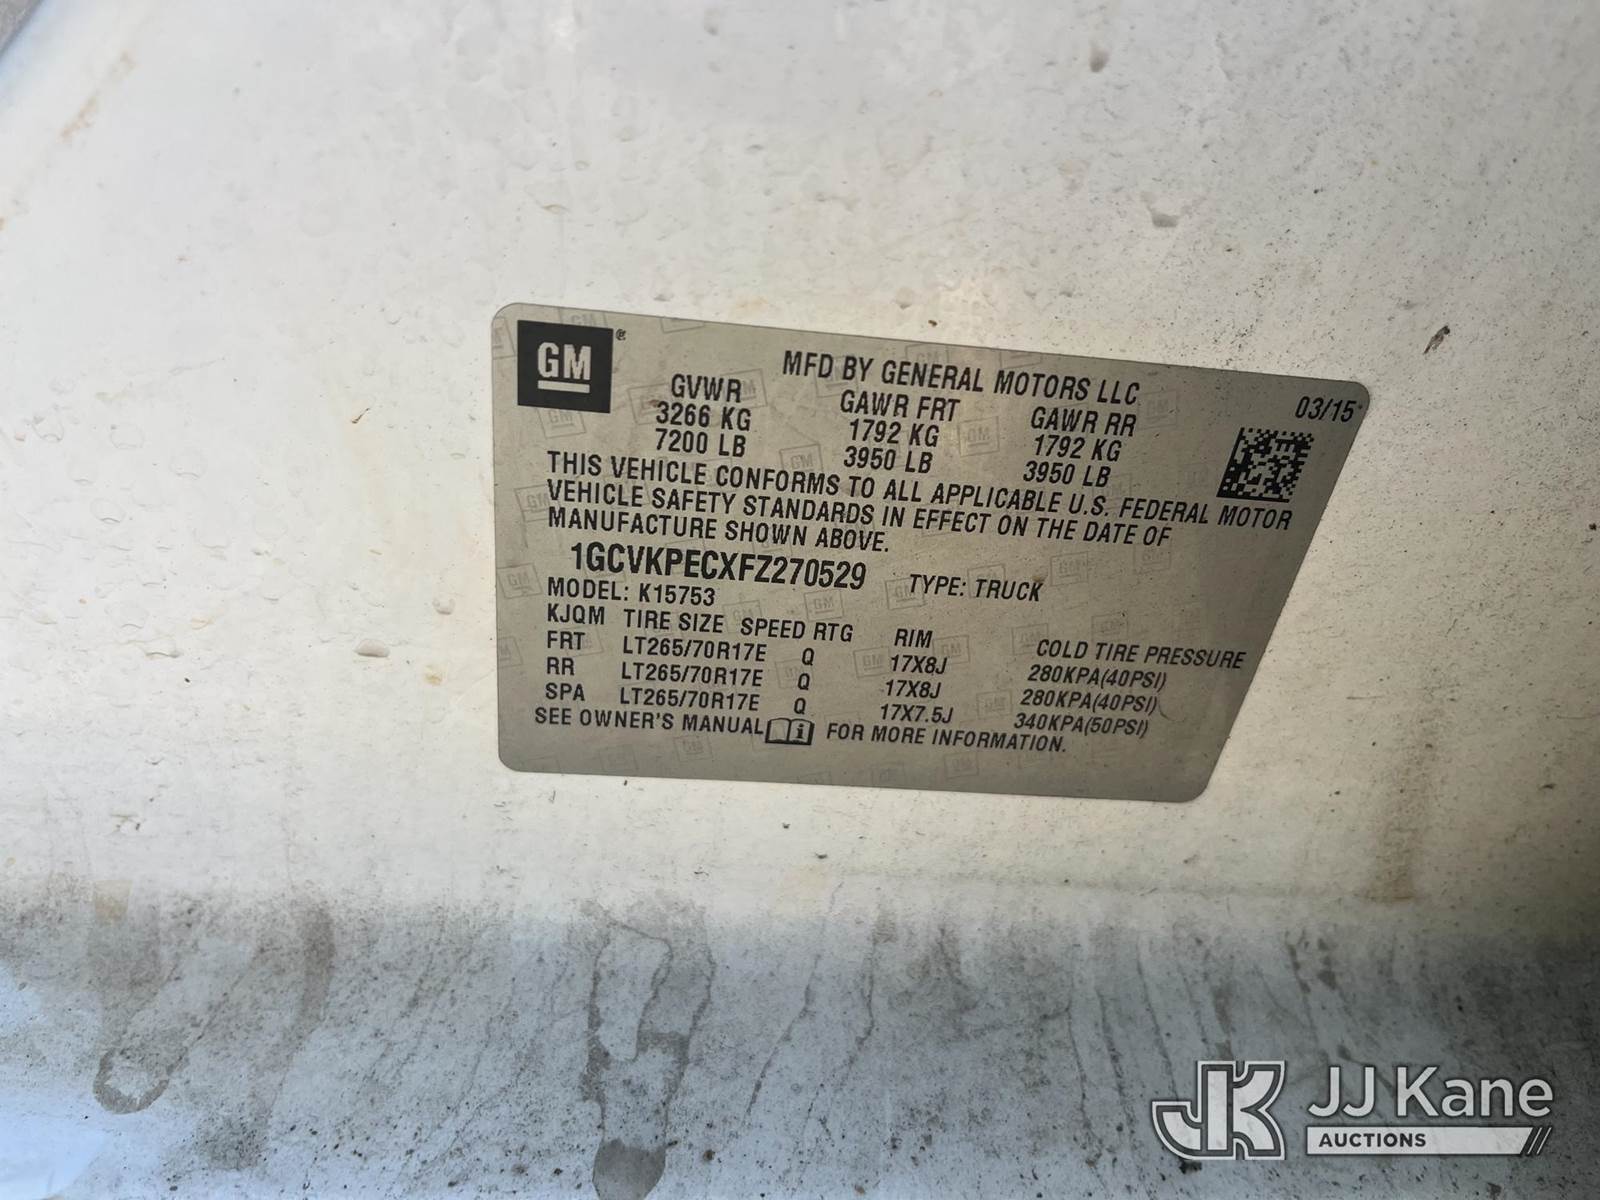 GM®
MFD BY GENERAL MOTORS LLC
03/15
GVWR GAWR FRT GAWR RR
3266 KG 1792 KG 1792 KG
7200 LB 3950 LB 3950 LB
THIS VEHICLE CONFORMS TO ALL APPLICABLE U.S. FEDERAL MOTOR
VEHICLE SAFETY STANDARDS IN EFFECT ON THE DATE OF
MANUFACTURE SHOWN ABOVE.
1GCVKPECXFZ270529 TYPE: TRUCK
MODEL: K15753
KJQM TIRE SIZE SPEED RTG RIM COLD TIRE PRESSURE
FRT LT265/70R17E Q 17X8J 280KPA(40PSI)
RR LT265/70R17E Q 17X8J 280KPA(40PSI)
SPA LT265/70R17E Q 17X7.5J 340KPA(50PSI)
SEE OWNER'S MANUAL i FOR MORE INFORMATION.
JK JJ Kane
AUCTIONS